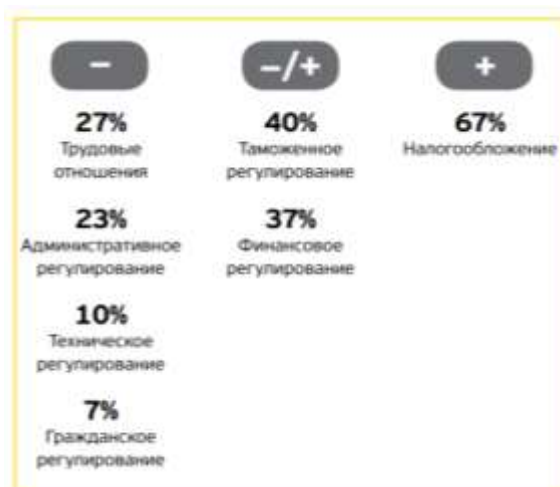 –
27%
Трудовые
отношения
23%
Административное
регулирование
10%
Техническое
регулирование
7%
Гражданское
регулирование
–/+
40%
Таможенное
регулирование
37%
Финансовое
регулирование
+
67%
Налогообложение